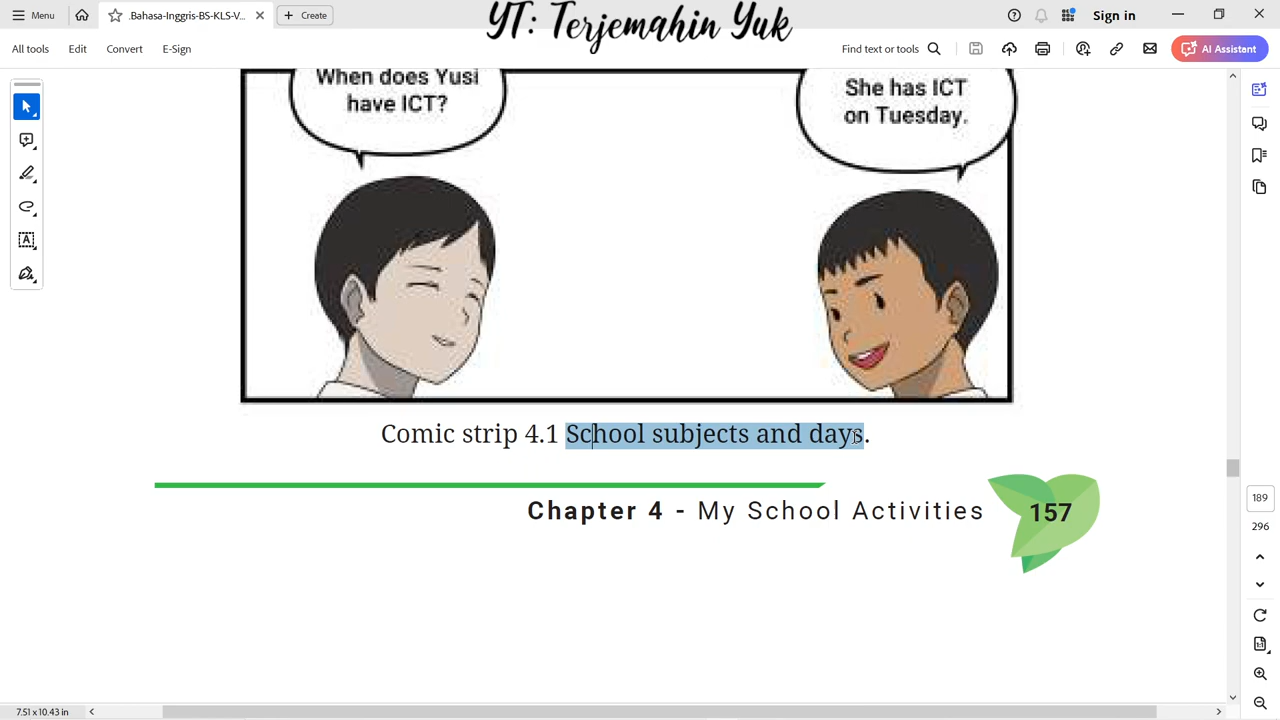 YT: Terjemahin Yuk
Menu
.Bahasa-Inggris-BS-KLS-V...
Create
Sign in
All tools Edit Convert E-Sign
Find text or tools
AI Assistant
When does Yusi
have ICT?
She has ICT
on Tuesday.
Comic strip 4.1 School subjects and days.
Chapter 4 - My School Activities
157
189
296
7.51 x 10.43 in